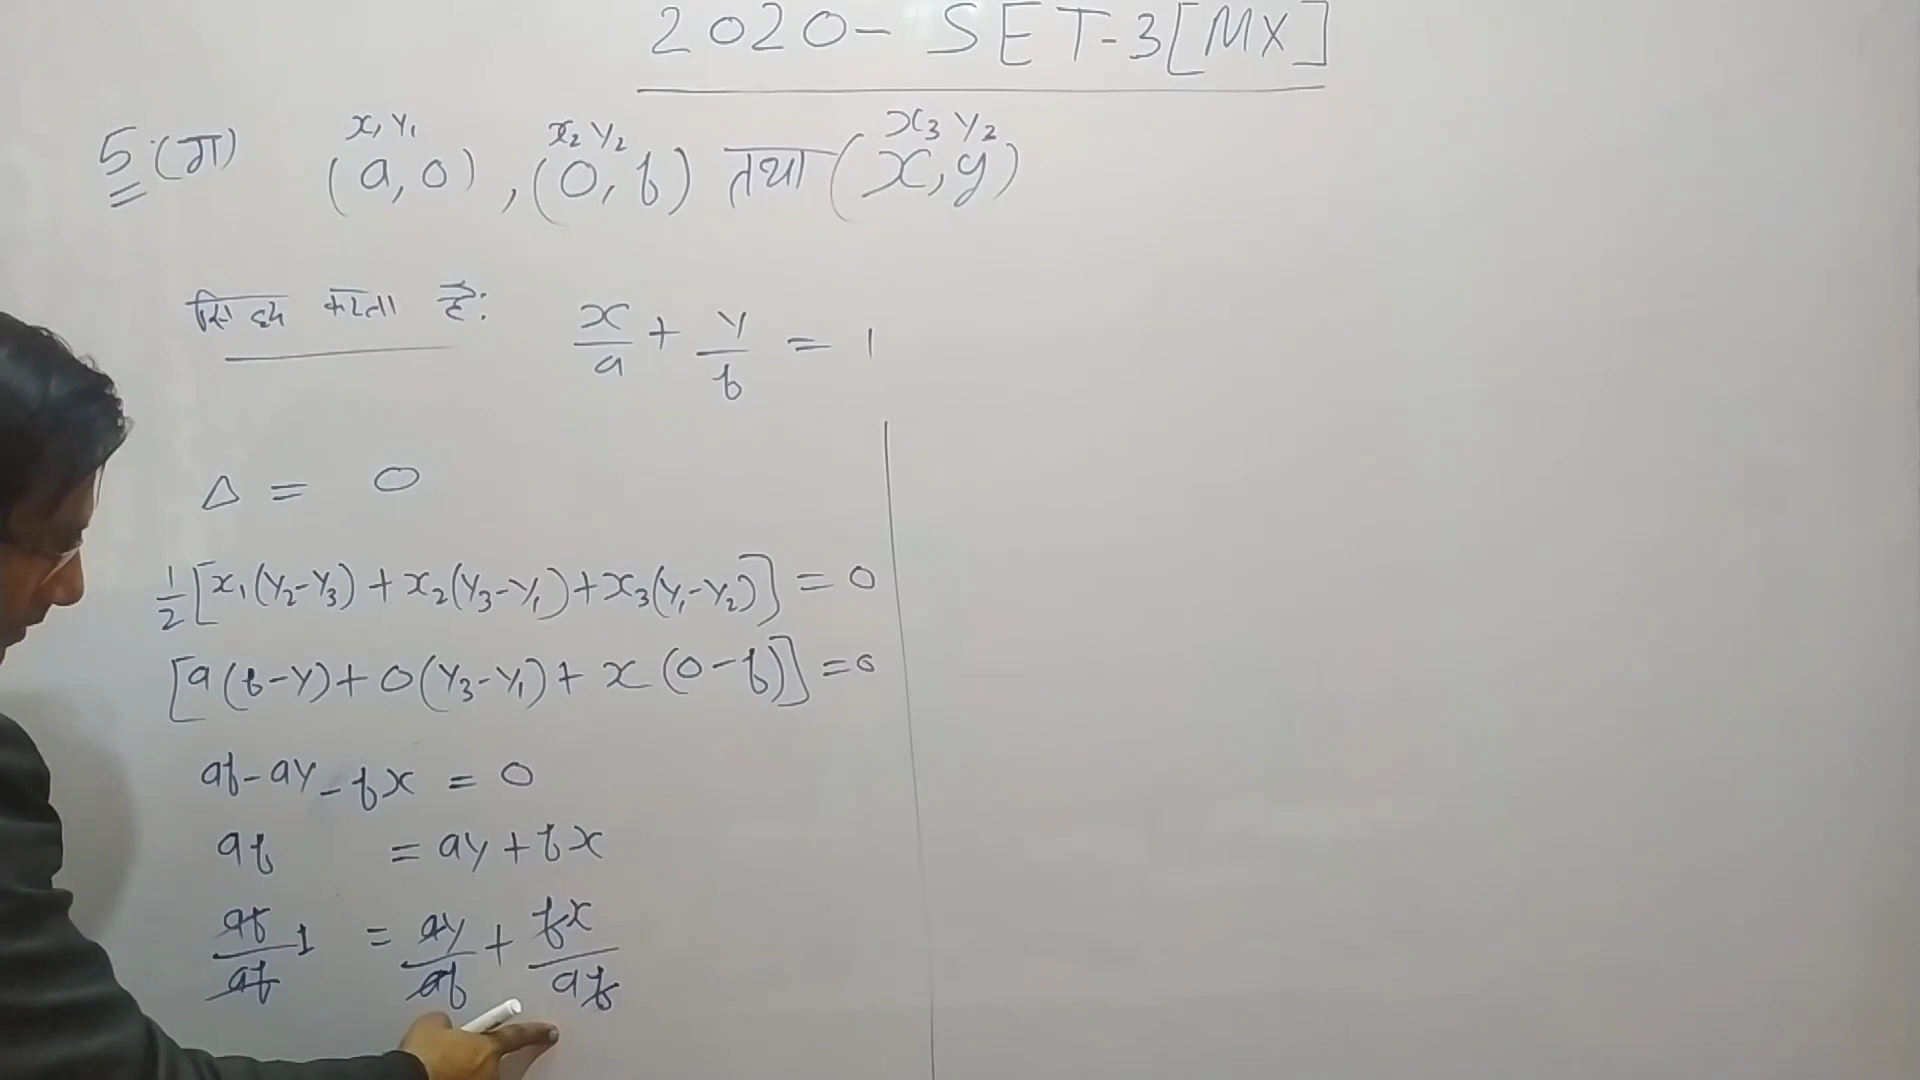 2020- SET-3[MX]
x1 y1 x2 y2 x3 y2
5.(ग) (a,0), (0,b) तथा (x,y)
सिद्ध करना है: x/a + y/b = 1
Δ = 0
1/2[x1(y2-y3)+x2(y3-y1)+x3(y1-y2)] = 0
[a(b-y)+0(y3-y1)+x(0-b)] = 0
ab-ay-bx = 0
ab = ay+bx
ab/ab 1 = ay/ab + bx/ab